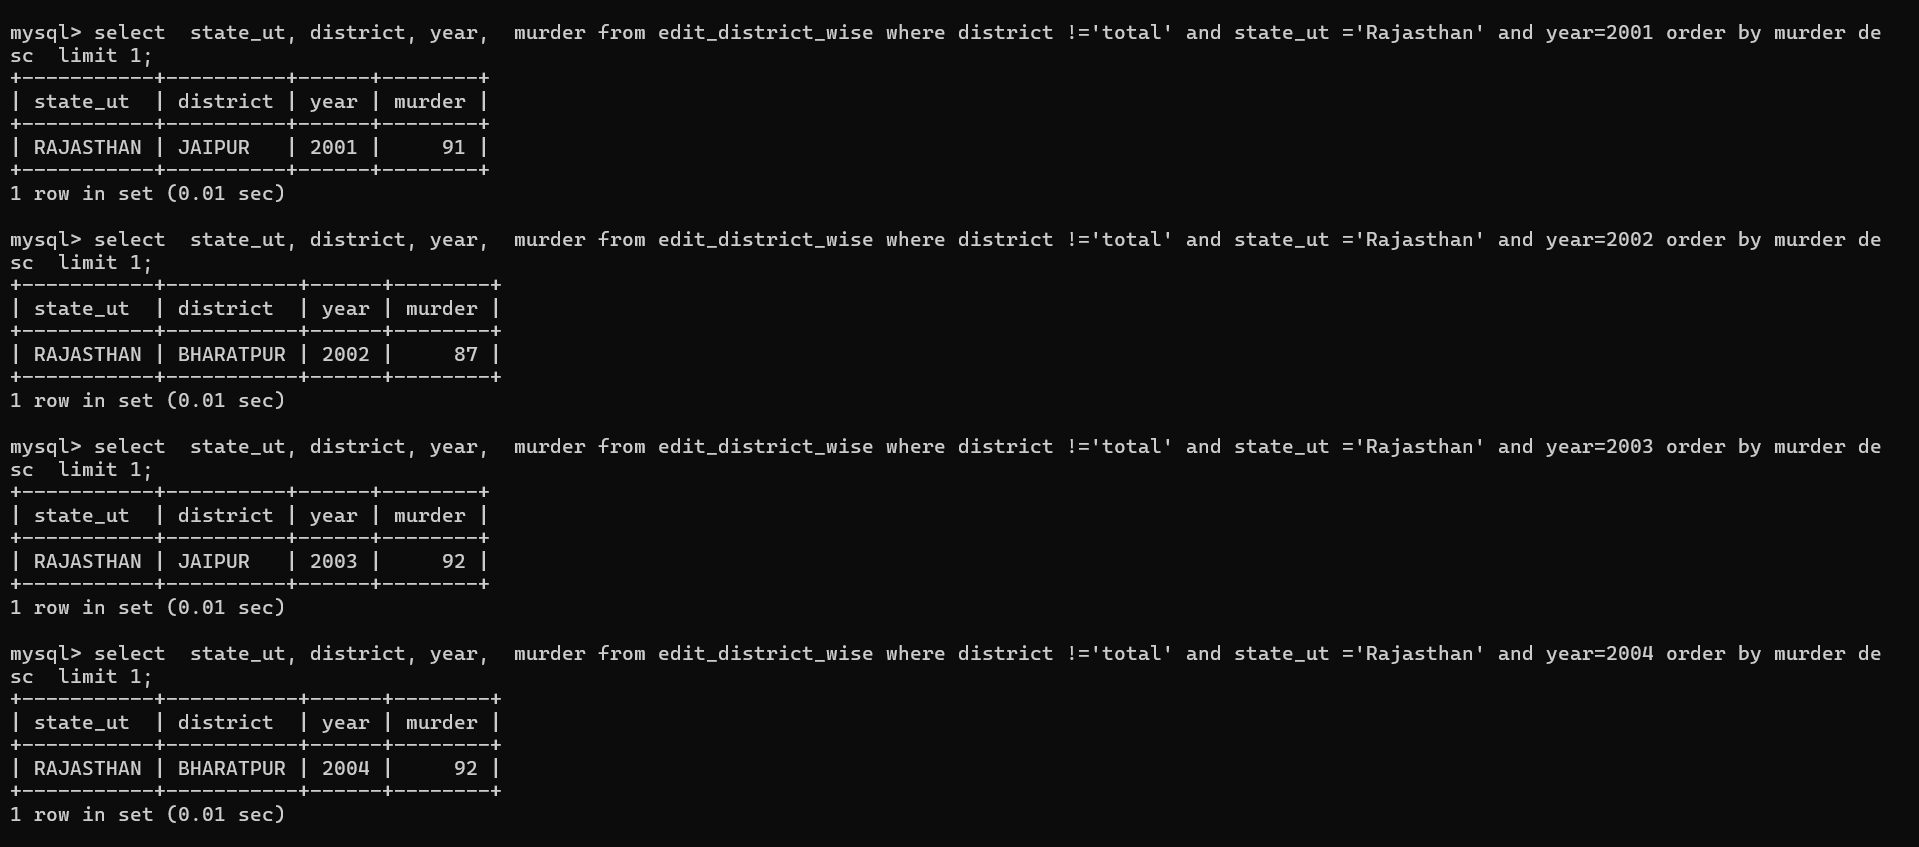 mysql> select  state_ut, district, year,  murder from edit_district_wise where district !='total' and state_ut ='Rajasthan' and year=2001 order by murder de
sc  limit 1;
+-----------+----------+------+--------+
| state_ut  | district | year | murder |
+-----------+----------+------+--------+
| RAJASTHAN | JAIPUR   | 2001 |     91 |
+-----------+----------+------+--------+
1 row in set (0.01 sec)

mysql> select  state_ut, district, year,  murder from edit_district_wise where district !='total' and state_ut ='Rajasthan' and year=2002 order by murder de
sc  limit 1;
+-----------+-----------+------+--------+
| state_ut  | district  | year | murder |
+-----------+-----------+------+--------+
| RAJASTHAN | BHARATPUR | 2002 |     87 |
+-----------+-----------+------+--------+
1 row in set (0.01 sec)

mysql> select  state_ut, district, year,  murder from edit_district_wise where district !='total' and state_ut ='Rajasthan' and year=2003 order by murder de
sc  limit 1;
+-----------+----------+------+--------+
| state_ut  | district | year | murder |
+-----------+----------+------+--------+
| RAJASTHAN | JAIPUR   | 2003 |     92 |
+-----------+----------+------+--------+
1 row in set (0.01 sec)

mysql> select  state_ut, district, year,  murder from edit_district_wise where district !='total' and state_ut ='Rajasthan' and year=2004 order by murder de
sc  limit 1;
+-----------+-----------+------+--------+
| state_ut  | district  | year | murder |
+-----------+-----------+------+--------+
| RAJASTHAN | BHARATPUR | 2004 |     92 |
+-----------+-----------+------+--------+
1 row in set (0.01 sec)